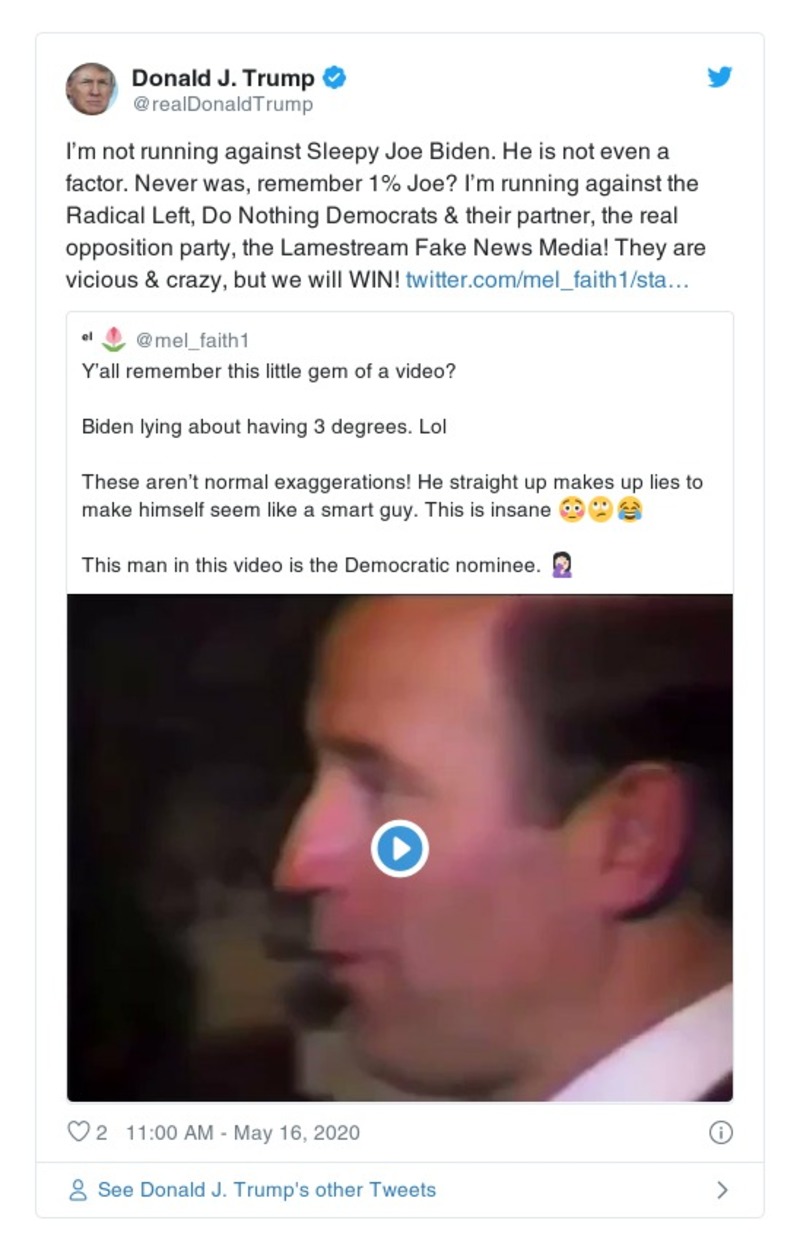 Donald J. Trump
@realDonaldTrump
I'm not running against Sleepy Joe Biden. He is not even a
factor. Never was, remember 1% Joe? I'm running against the
Radical Left, Do Nothing Democrats & their partner, the real
opposition party, the Lamestream Fake News Media! They are
vicious & crazy, but we will WIN! twitter.com/mel_faith1/sta…
el 🌷 @mel_faith1
Y'all remember this little gem of a video?
Biden lying about having 3 degrees. Lol
These aren't normal exaggerations! He straight up makes up lies to
make himself seem like a smart guy. This is insane 😳🙄😂
This man in this video is the Democratic nominee. 🤦🏻‍♀️
2 11:00 AM - May 16, 2020
See Donald J. Trump's other Tweets